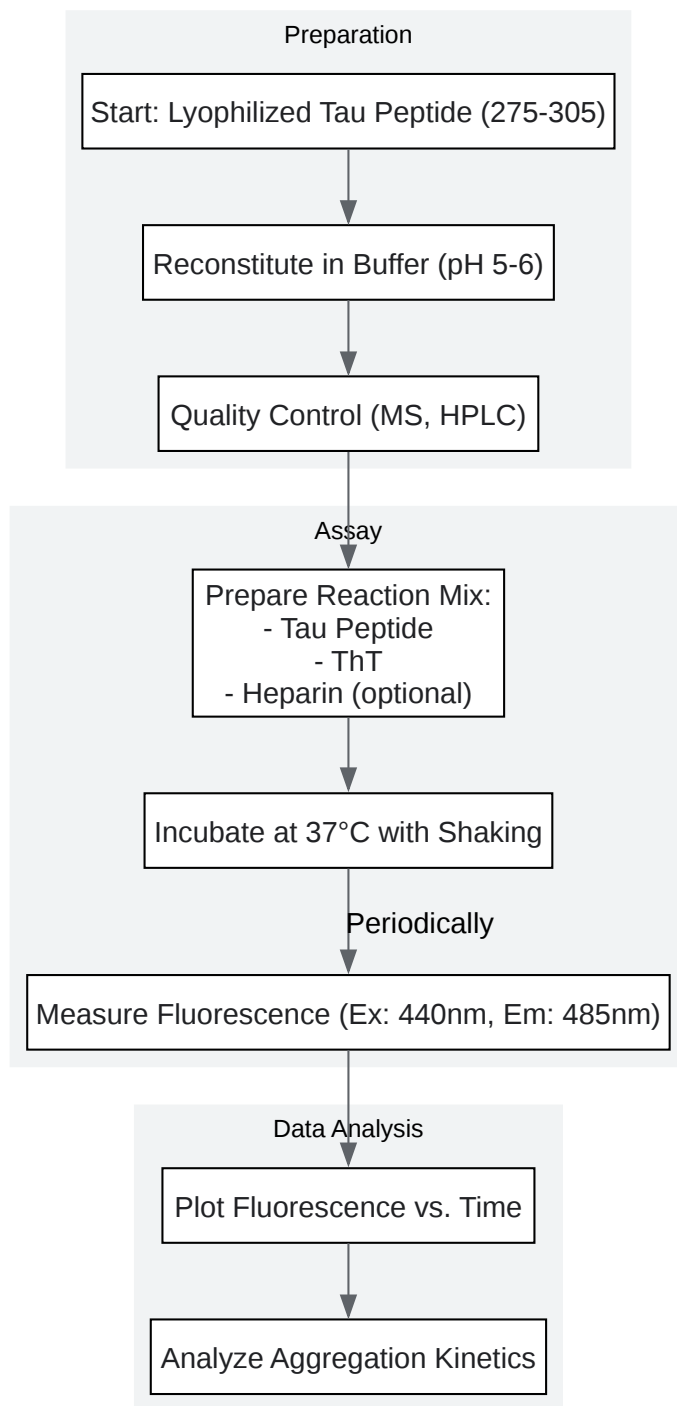 Preparation
Start: Lyophilized Tau Peptide (275-305)
Reconstitute in Buffer (pH 5-6)
Quality Control (MS, HPLC)
Assay
Prepare Reaction Mix:
- Tau Peptide
- ThT
- Heparin (optional)
Incubate at 37°C with Shaking
Periodically
Measure Fluorescence (Ex: 440nm, Em: 485nm)
Data Analysis
Plot Fluorescence vs. Time
Analyze Aggregation Kinetics